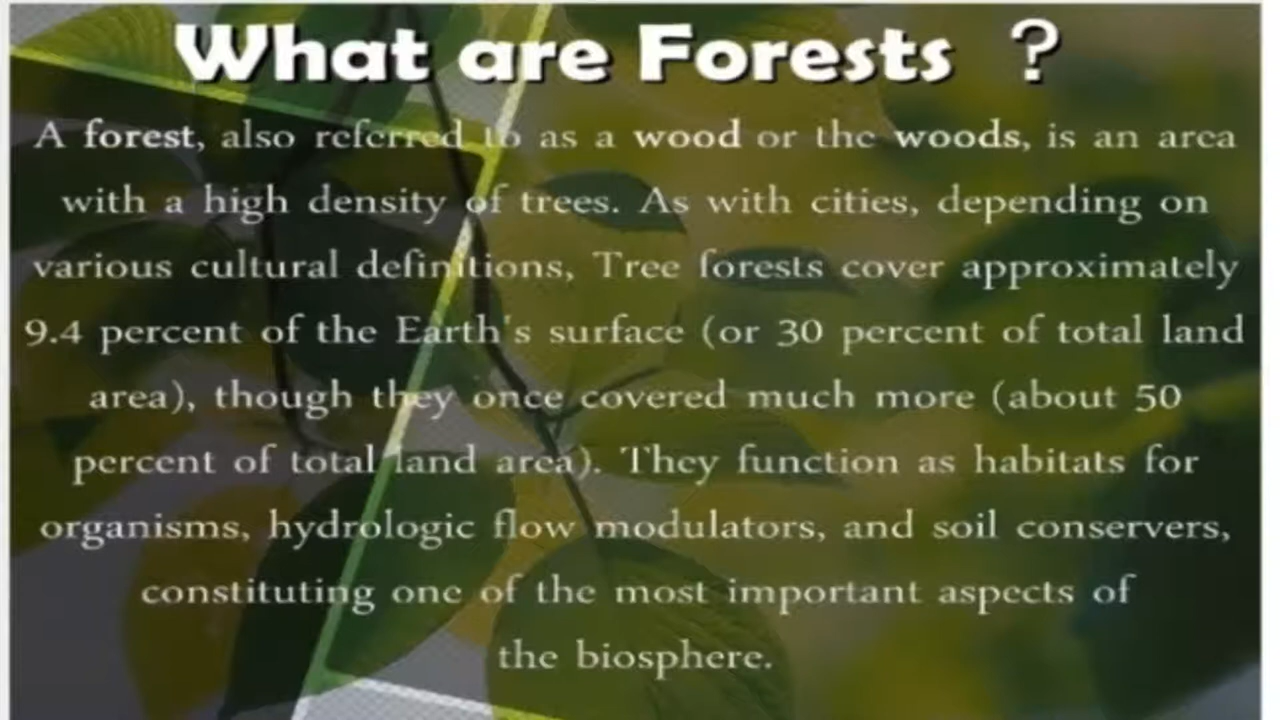 What are Forests ?
A forest, also referred to as a wood or the woods, is an area
with a high density of trees. As with cities, depending on
various cultural definitions, Tree forests cover approximately
9.4 percent of the Earth's surface (or 30 percent of total land
area), though they once covered much more (about 50
percent of total land area). They function as habitats for
organisms, hydrologic flow modulators, and soil conservers,
constituting one of the most important aspects of
the biosphere.